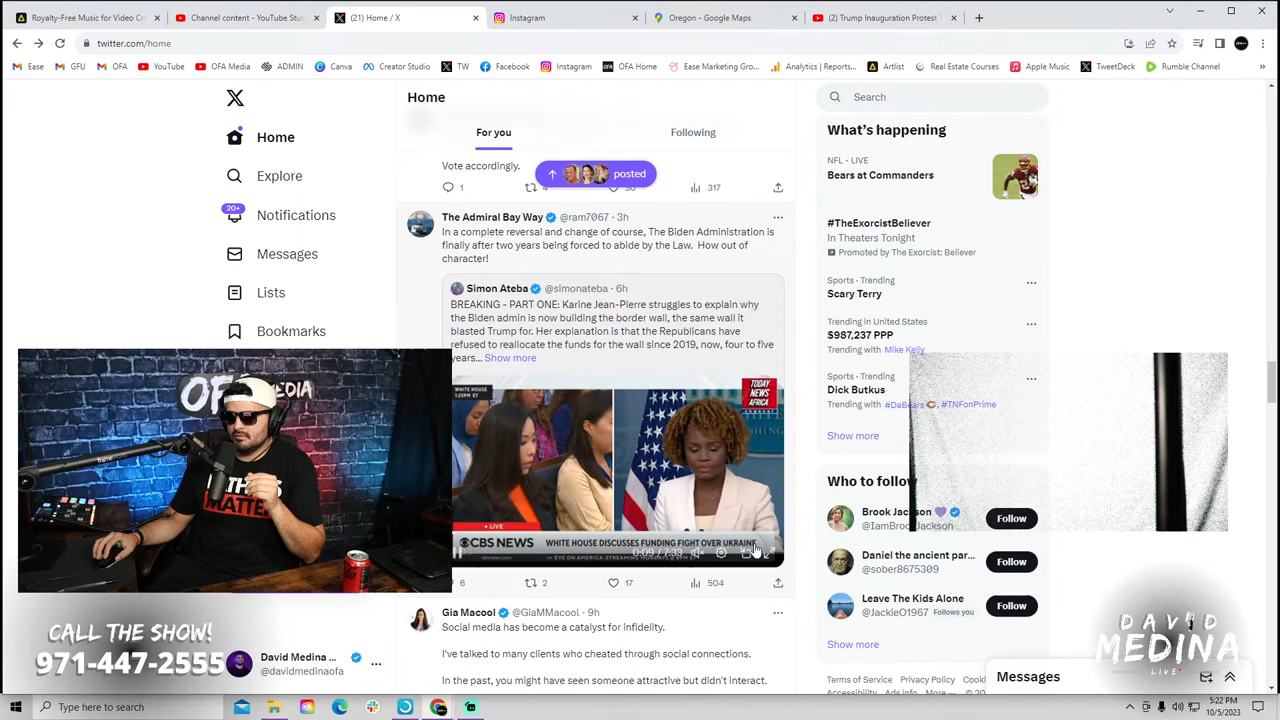 Royalty-Free Music for Video Cr
Channel content - YouTube Stud
(21) Home / X
Instagram
Oregon - Google Maps
(2) Trump Inauguration Protest
twitter.com/home
Ease
GFU
OFA
YouTube
OFA Media
ADMIN
Canva
Creator Studio
TW
Facebook
Instagram
OFA Home
Ease Marketing Gro...
Analytics | Reports...
Artlist
Real Estate Courses
Apple Music
TweetDeck
Rumble Channel
Home
Explore
20+
Notifications
Messages
Lists
Bookmarks
David Medina ...
@davidmedinaofa
Home
For you
Following
posted
Vote accordingly.
1
317
The Admiral Bay Way @ram7067 · 3h
In a complete reversal and change of course, The Biden Administration is
finally after two years being forced to abide by the Law. How out of
character!
Simon Ateba @simonateba · 6h
BREAKING - PART ONE: Karine Jean-Pierre struggles to explain why
the Biden admin is now building the border wall, the same wall it
blasted Trump for. Her explanation is that the Republicans have
refused to reallocate the funds for the wall since 2019, now, four to five
years... Show more
WHITE HOUSE
1:25PM ET
TODAY
NEWS
AFRICA
LIVE
CBS NEWS
WHITE HOUSE DISCUSSES FUNDING FIGHT OVER UKRAINE
0:09 / 7:33
6
2
17
504
Gia Macool @GiaMMacool · 9h
Social media has become a catalyst for infidelity.
I've talked to many clients who cheated through social connections.
In the past, you might have seen someone attractive but didn't interact.
Search
What's happening
NFL · LIVE
Bears at Commanders
#TheExorcistBeliever
In Theaters Tonight
Promoted by The Exorcist: Believer
Sports · Trending
Scary Terry
Trending in United States
$987,237 PPP
Trending with Mike Kelly
Sports · Trending
Dick Butkus
Trending with #DaBears #TNFonPrime
Show more
Who to follow
Brook Jackson
@IamBrookJackson
Follow
Daniel the ancient par...
@sober8675309
Follow
Leave The Kids Alone
@JackieO1967 Follows you
Follow
Show more
Terms of Service Privacy Policy
Messages
CALL THE SHOW!
971-447-2555
DAVID
MEDINA
LIVE
Type here to search
5:22 PM
10/5/2023